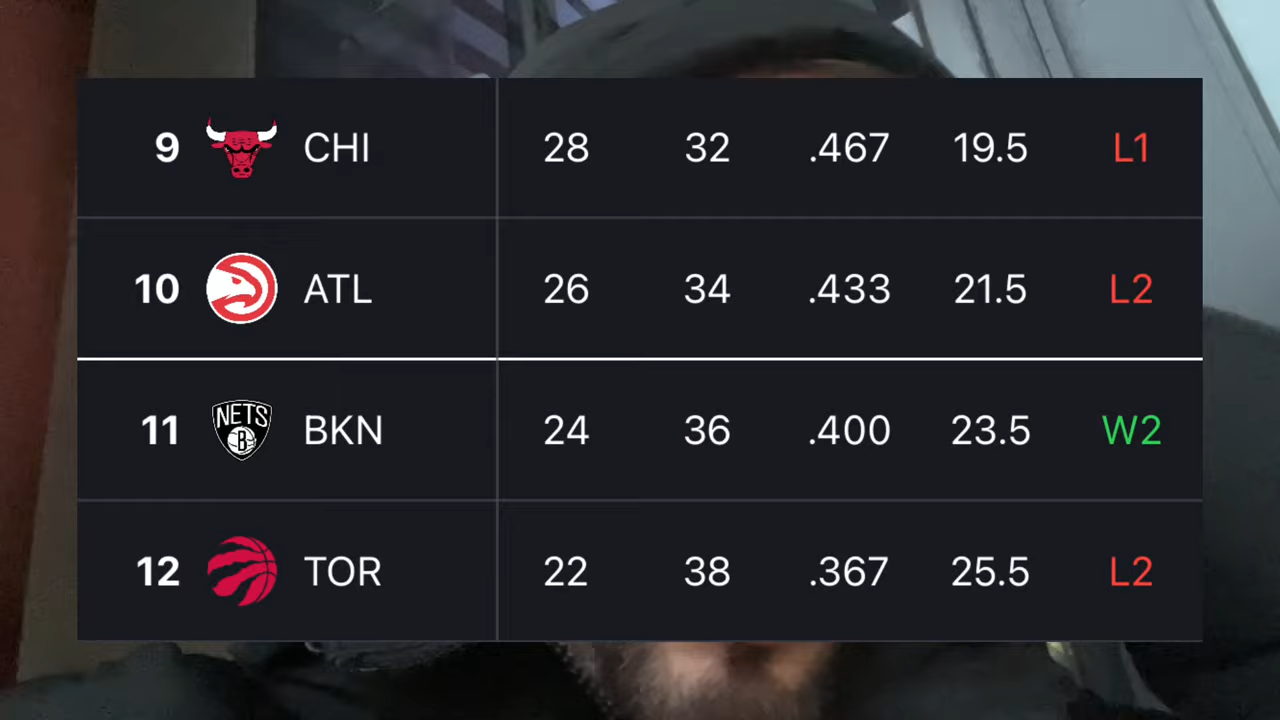 9 CHI 28 32 .467 19.5 L1
10 ATL 26 34 .433 21.5 L2
11 NETS B BKN 24 36 .400 23.5 W2
12 TOR 22 38 .367 25.5 L2